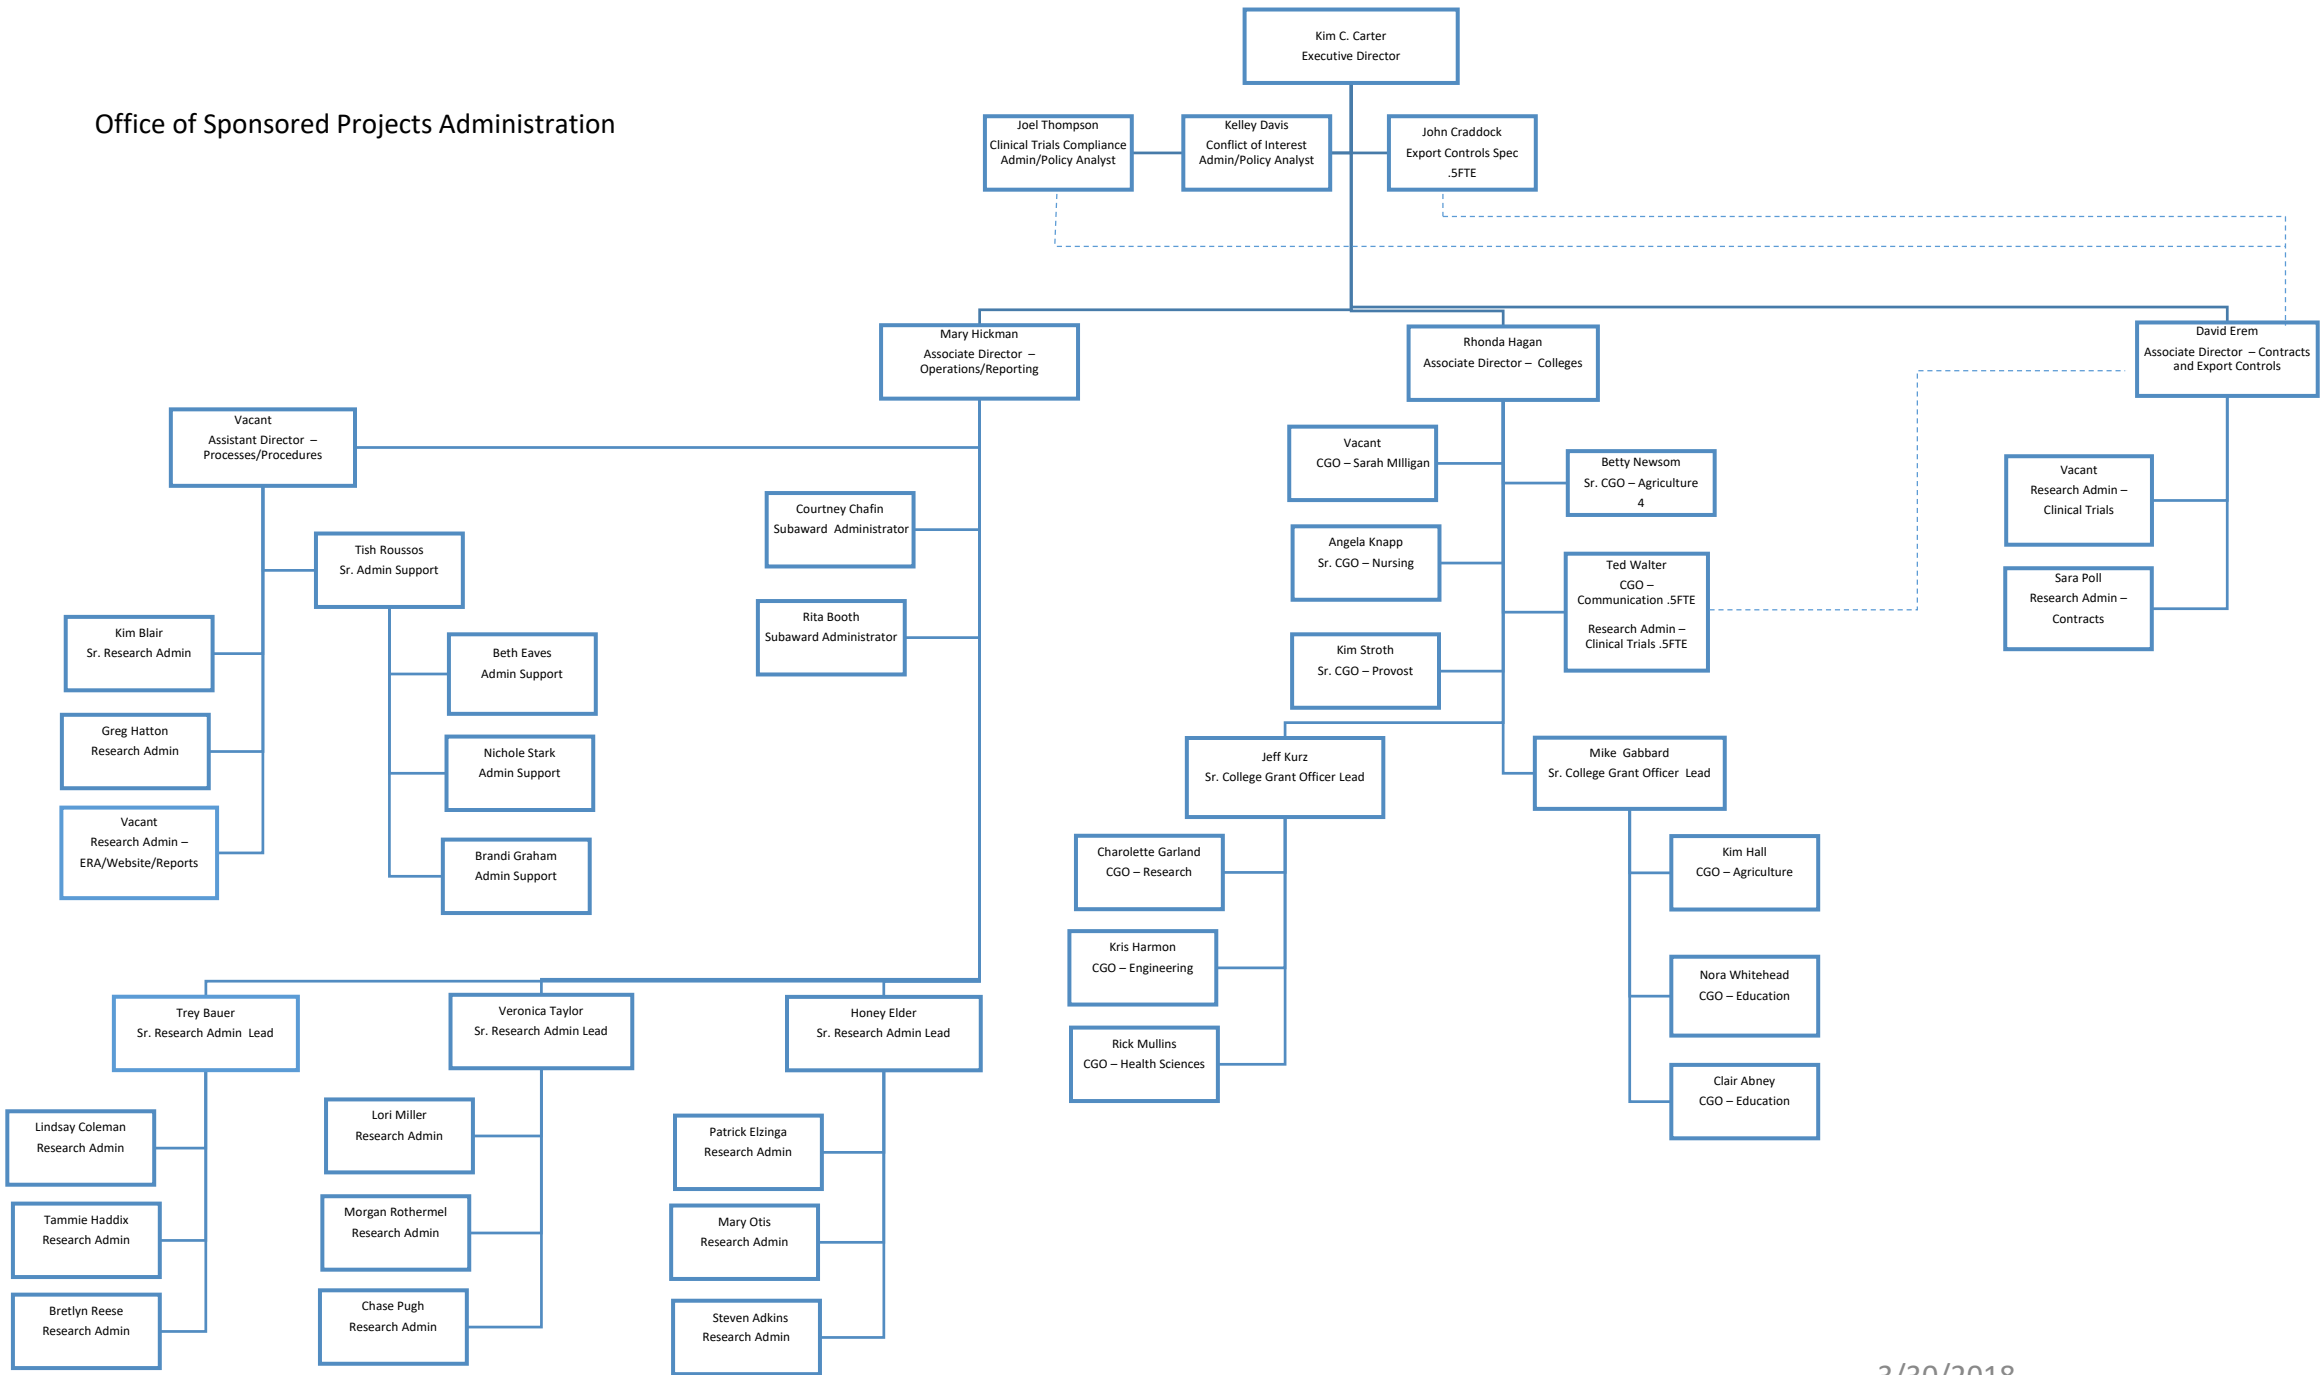 Kim C. Carter
Executive Director
Office of Sponsored Projects Administration
Joel Thompson
Clinical Trials Compliance
Admin/Policy Analyst
Kelley Davis
Conflict of Interest
Admin/Policy Analyst
John Craddock
Export Controls Spec
.5FTE
Mary Hickman
Associate Director –
Operations/Reporting
Rhonda Hagan
Associate Director – Colleges
David Erem
Associate Director – Contracts
and Export Controls
Vacant
Assistant Director –
Processes/Procedures
Tish Roussos
Sr. Admin Support
Kim Blair
Sr. Research Admin
Greg Hatton
Research Admin
Vacant
Research Admin –
ERA/Website/Reports
Beth Eaves
Admin Support
Nichole Stark
Admin Support
Brandi Graham
Admin Support
Courtney Chafin
Subaward Administrator
Rita Booth
Subaward Administrator
Vacant
CGO – Sarah MIlligan
Betty Newsom
Sr. CGO – Agriculture
4
Angela Knapp
Sr. CGO – Nursing
Ted Walter
CGO –
Communication .5FTE
Research Admin –
Clinical Trials .5FTE
Kim Stroth
Sr. CGO – Provost
Vacant
Research Admin –
Clinical Trials
Sara Poll
Research Admin –
Contracts
Jeff Kurz
Sr. College Grant Officer Lead
Mike Gabbard
Sr. College Grant Officer Lead
Charolette Garland
CGO – Research
Kris Harmon
CGO – Engineering
Rick Mullins
CGO – Health Sciences
Kim Hall
CGO – Agriculture
Nora Whitehead
CGO – Education
Clair Abney
CGO – Education
Trey Bauer
Sr. Research Admin Lead
Veronica Taylor
Sr. Research Admin Lead
Honey Elder
Sr. Research Admin Lead
Lindsay Coleman
Research Admin
Tammie Haddix
Research Admin
Bretlyn Reese
Research Admin
Lori Miller
Research Admin
Morgan Rothermel
Research Admin
Chase Pugh
Research Admin
Patrick Elzinga
Research Admin
Mary Otis
Research Admin
Steven Adkins
Research Admin
3/30/2018